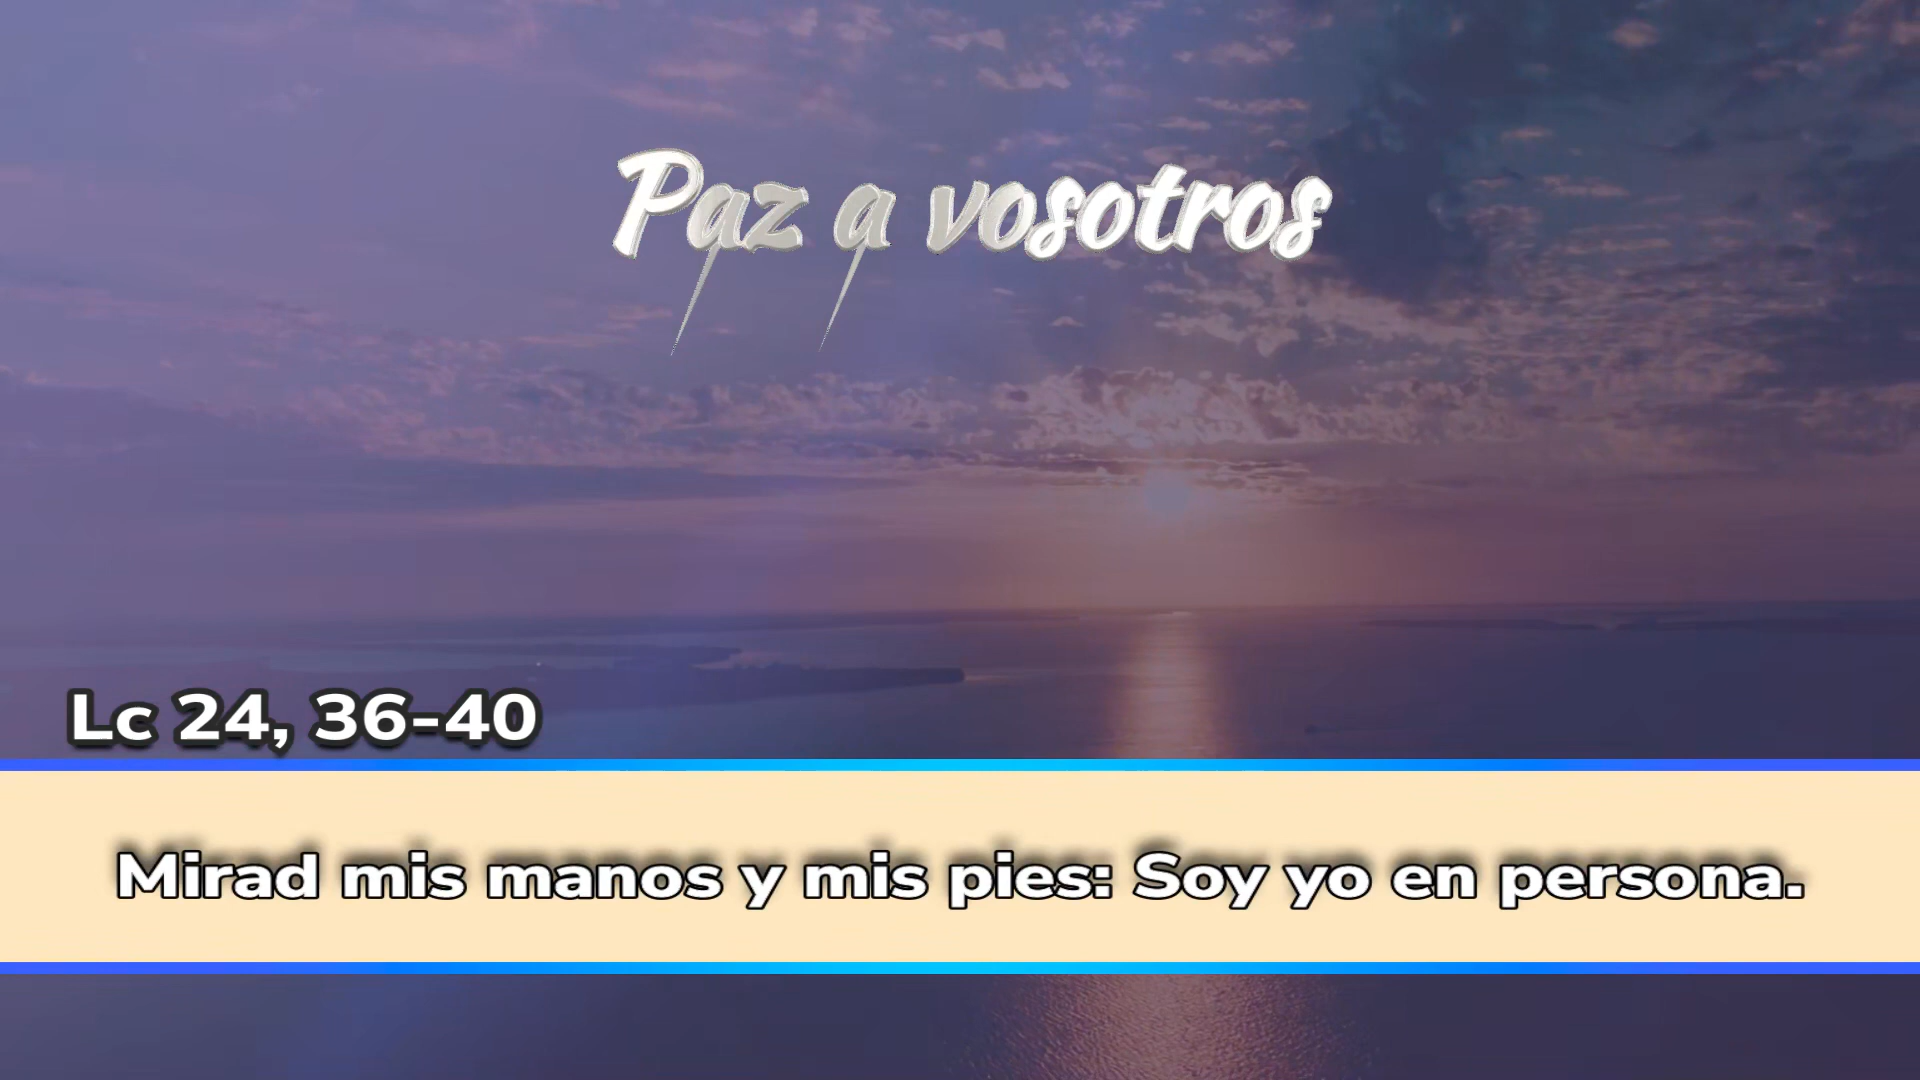 Paz a vosotros
Lc 24, 36-40
Mirad mis manos y mis pies: Soy yo en persona.